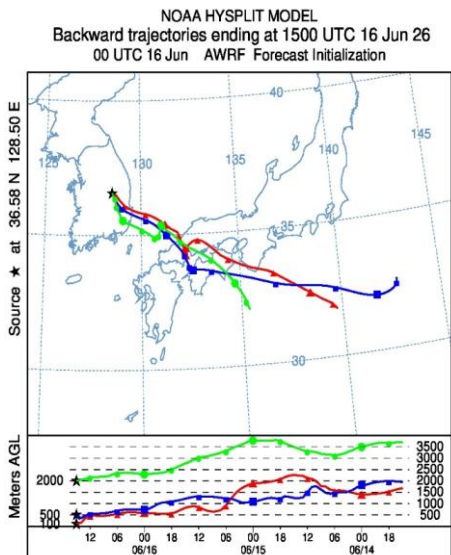 NOAA HYSPLIT MODEL
Backward trajectories ending at 1500 UTC 16 Jun 26
00 UTC 16 Jun AWRF Forecast Initialization
Source ★ at 36.58 N 128.50 E
125
130
135
140
145
40
35
35
30
Meters AGL
2000
500
100
3500
3000
2500
2000
1500
1000
500
12 06 00 18 12 06 00 18 12 06 00 18
06/16 06/15 06/14